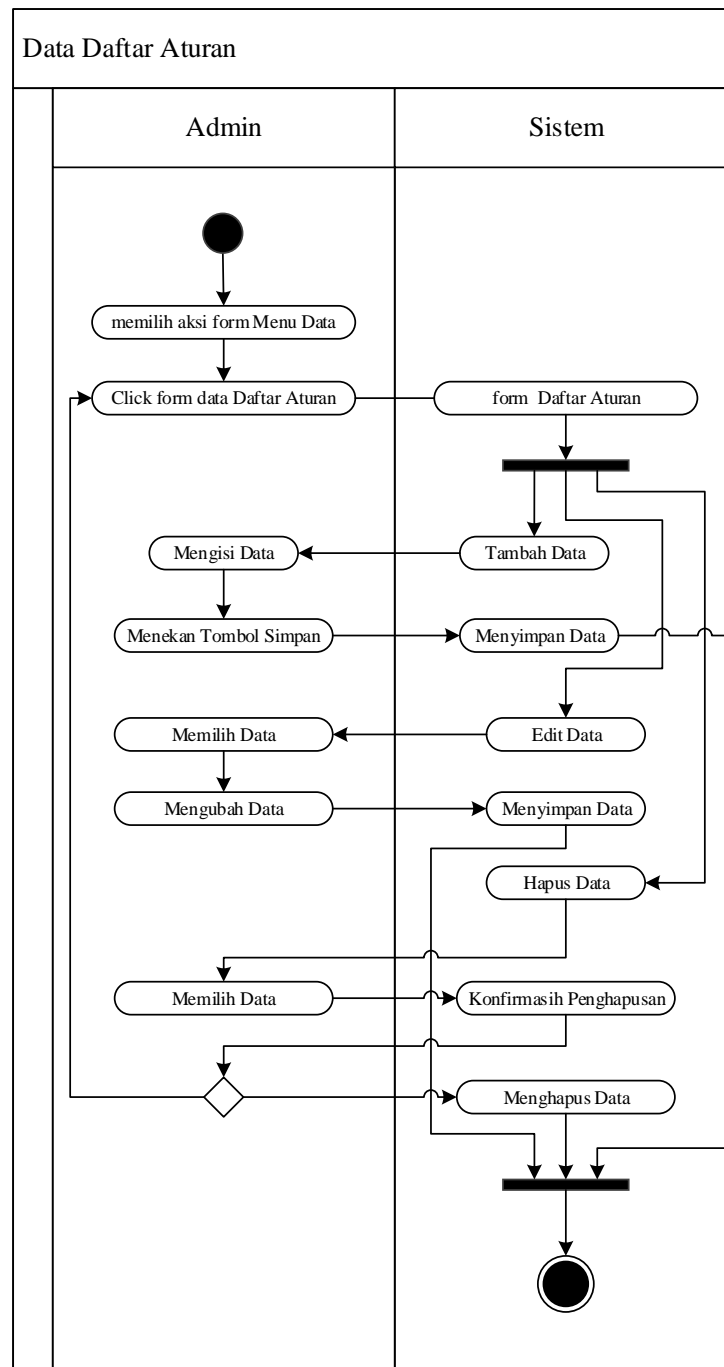 Data Daftar Aturan
Admin
Sistem
memilih aksi form Menu Data
Click form data Daftar Aturan
form Daftar Aturan
Mengisi Data
Tambah Data
Menekan Tombol Simpan
Menyimpan Data
Memilih Data
Edit Data
Mengubah Data
Menyimpan Data
Hapus Data
Memilih Data
Konfirmasih Penghapusan
Menghapus Data